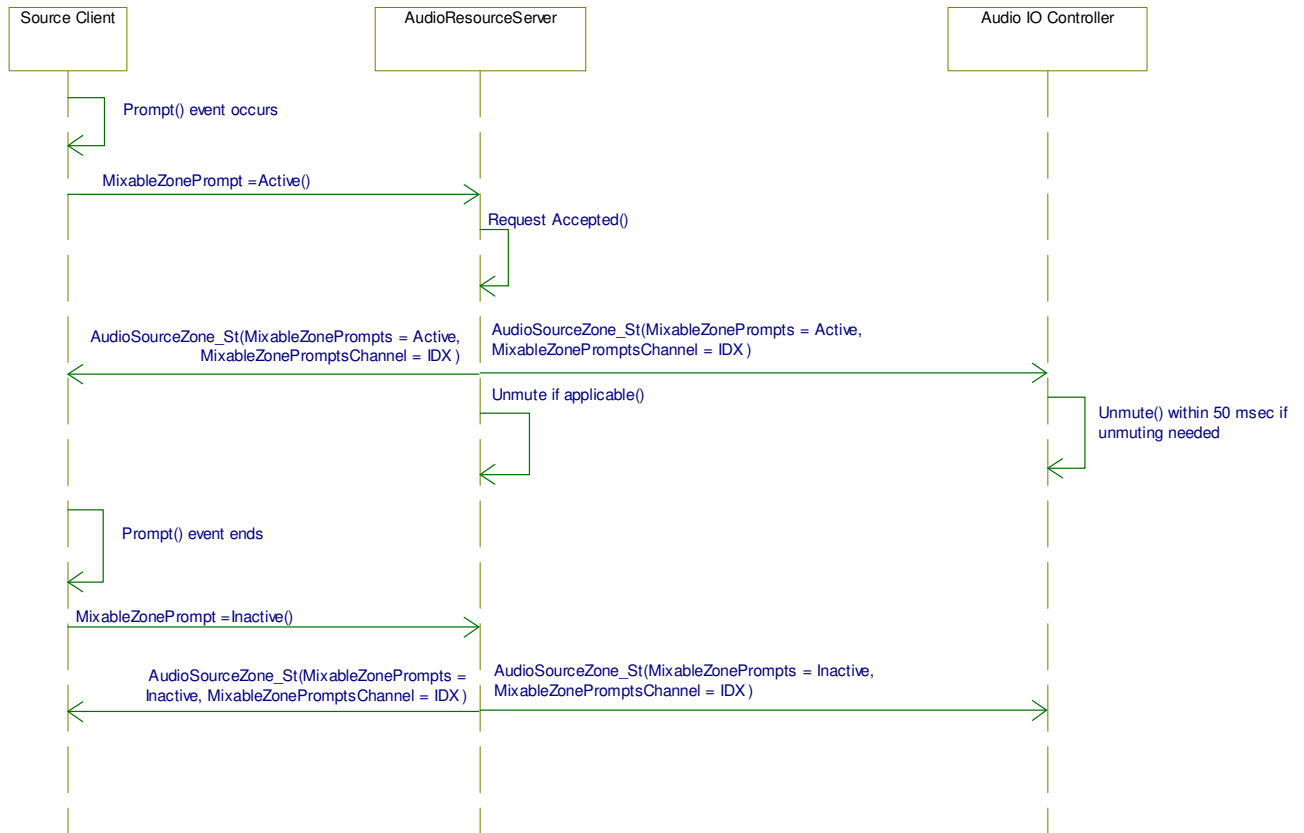 Source Client
AudioResourceServer
Audio IO Controller
Prompt() event occurs
MixableZonePrompt =Active()
Request Accepted()
AudioSourceZone_St(MixableZonePrompts = Active,
MixableZonePromptsChannel = IDX )
AudioSourceZone_St(MixableZonePrompts = Active,
MixableZonePromptsChannel = IDX )
Unmute if applicable()
Unmute() within 50 msec if
unmuting needed
Prompt() event ends
MixableZonePrompt =Inactive()
AudioSourceZone_St(MixableZonePrompts =
Inactive, MixableZonePromptsChannel = IDX )
AudioSourceZone_St(MixableZonePrompts = Inactive,
MixableZonePromptsChannel = IDX )